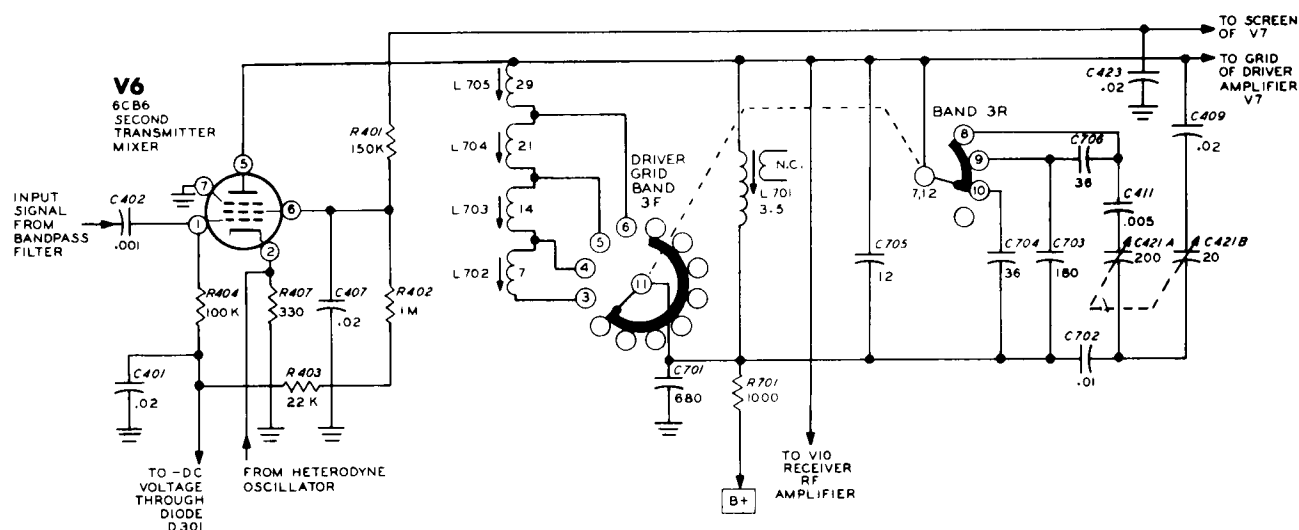 TO SCREEN
OF V7
TO GRID
OF DRIVER
AMPLIFIER
V7
V6
6CB6
SECOND
TRANSMITTER
MIXER
INPUT
SIGNAL
FROM
BANDPASS
FILTER
C402
.001
5
7
6
1
2
R401
150K
R404
100K
R407
330
C407
.02
R402
1M
C401
.02
R403
22K
TO -DC
VOLTAGE
THROUGH
DIODE
D301
FROM HETERODYNE
OSCILLATOR
L705
29
L704
21
L703
14
L702
7
DRIVER
GRID
BAND
3F
6
5
4
3
11
C701
680
R701
1000
B+
N.C.
L701
3.5
TO V10
RECEIVER
RF
AMPLIFIER
C705
12
BAND 3R
8
9
10
7,12
C706
36
C704
36
C703
180
C411
.005
C421A
200
C421B
20
C702
.01
C423
.02
C409
.02